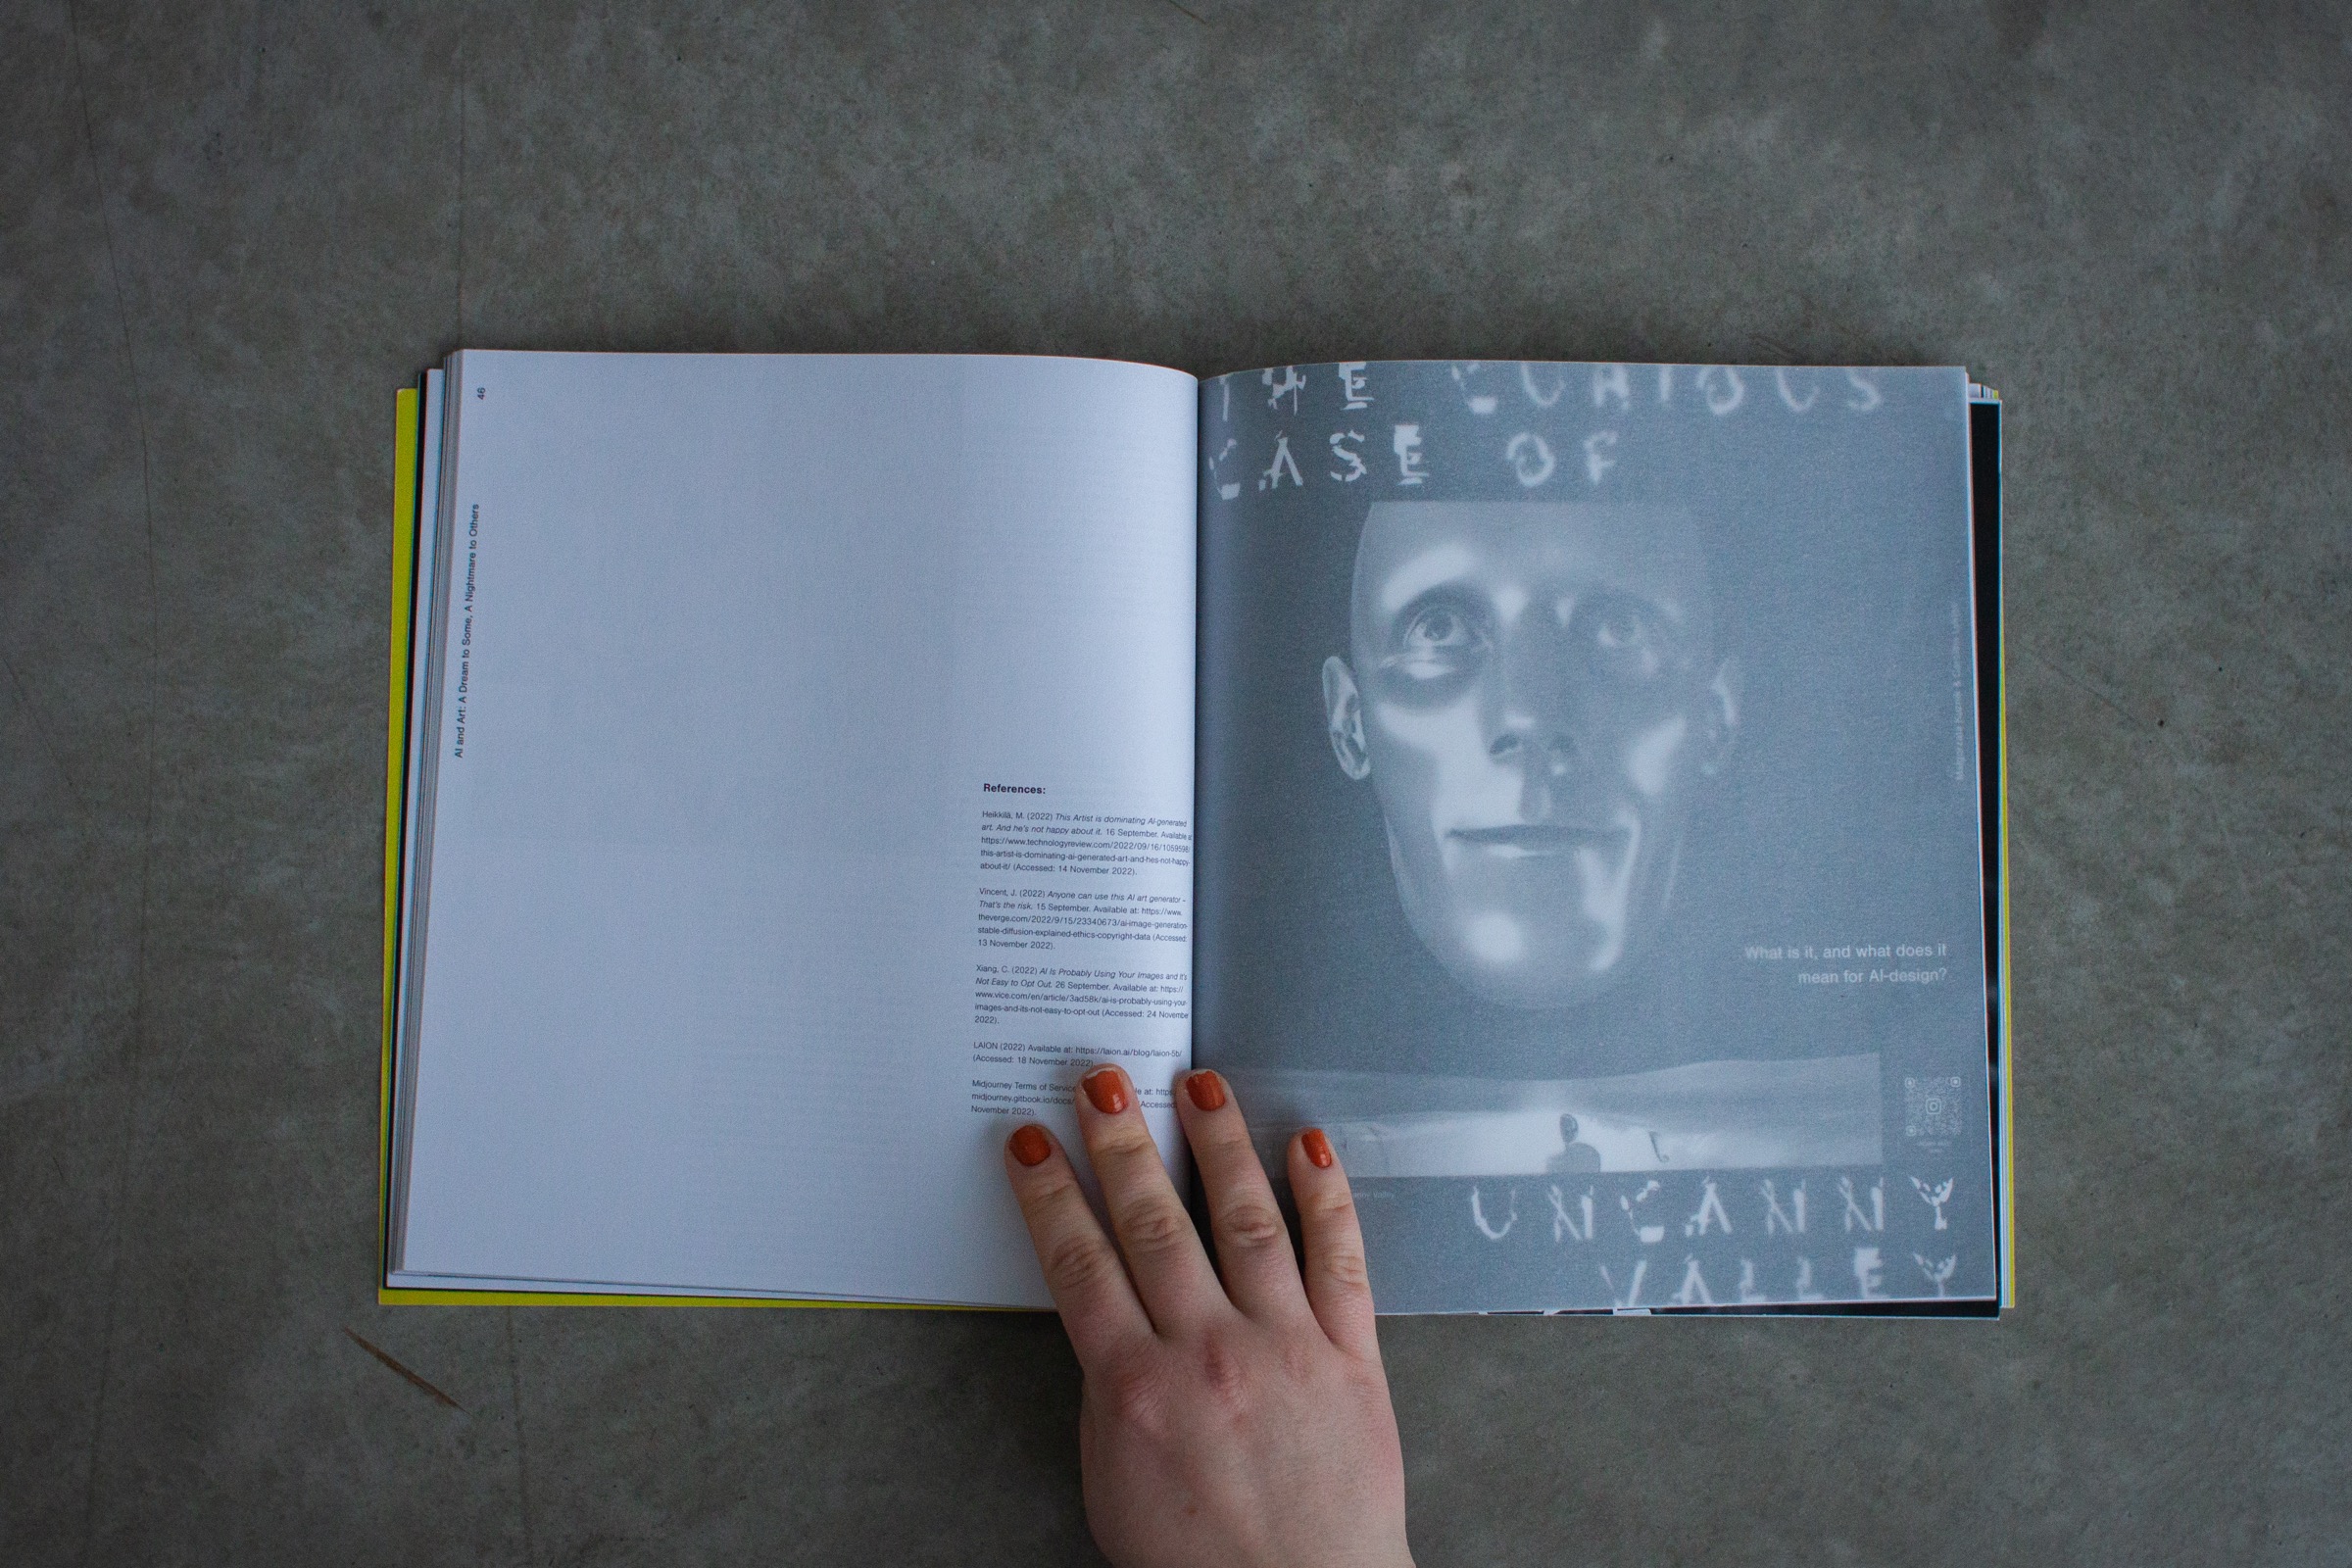 46
AI and Art: A Dream to Some, A Nightmare to Others
References:
Heikkilä, M. (2022) This Artist is dominating AI-generated
art. And he's not happy about it. 16 September. Available at
https://www.technologyreview.com/2022/09/16/1059598/
this-artist-is-dominating-ai-generated-art-and-hes-not-happy
about-it/ (Accessed: 14 November 2022).
Vincent, J. (2022) Anyone can use this AI art generator –
That's the risk. 15 September. Available at: https://www.
theverge.com/2022/9/15/23340673/ai-image-generation-
stable-diffusion-explained-ethics-copyright-data (Accessed:
13 November 2022).
Xiang, C. (2022) AI Is Probably Using Your Images and It's
Not Easy to Opt Out. 26 September. Available at: https://
www.vice.com/en/article/3ad58k/ai-is-probably-using-your-
images-and-its-not-easy-to-opt-out (Accessed: 24 November
2022).
LAION (2022) Available at: https://laion.ai/blog/laion-5b/
(Accessed: 18 November 2022).
Midjourney Terms of Service le at: https:
midjourney.gitbook.io/docs/ Accessed
November 2022).
THE CURIOUS
CASE OF
What is it, and what does it
mean for AI-design?
UNCANNY
VALLEY